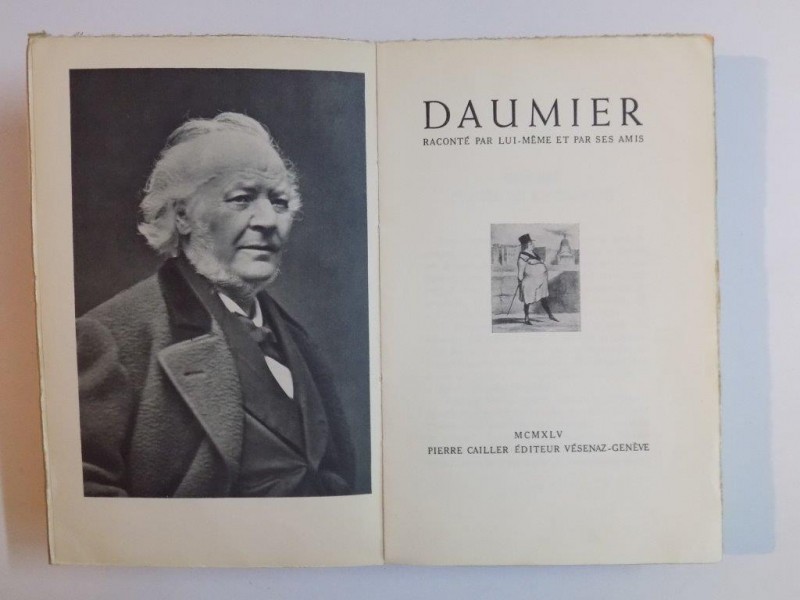 DAUMIER
RACONTÉ PAR LUI-MÊME ET PAR SES AMIS
MCMXLV
PIERRE CAILLER ÉDITEUR VÉSENAZ-GENÈVE